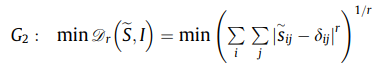 G₂ : min 𝒟ᵣ(S̃, I) = min (∑ᵢ ∑ⱼ |s̃ᵢⱼ − δᵢⱼ|ʳ)^{1/r}